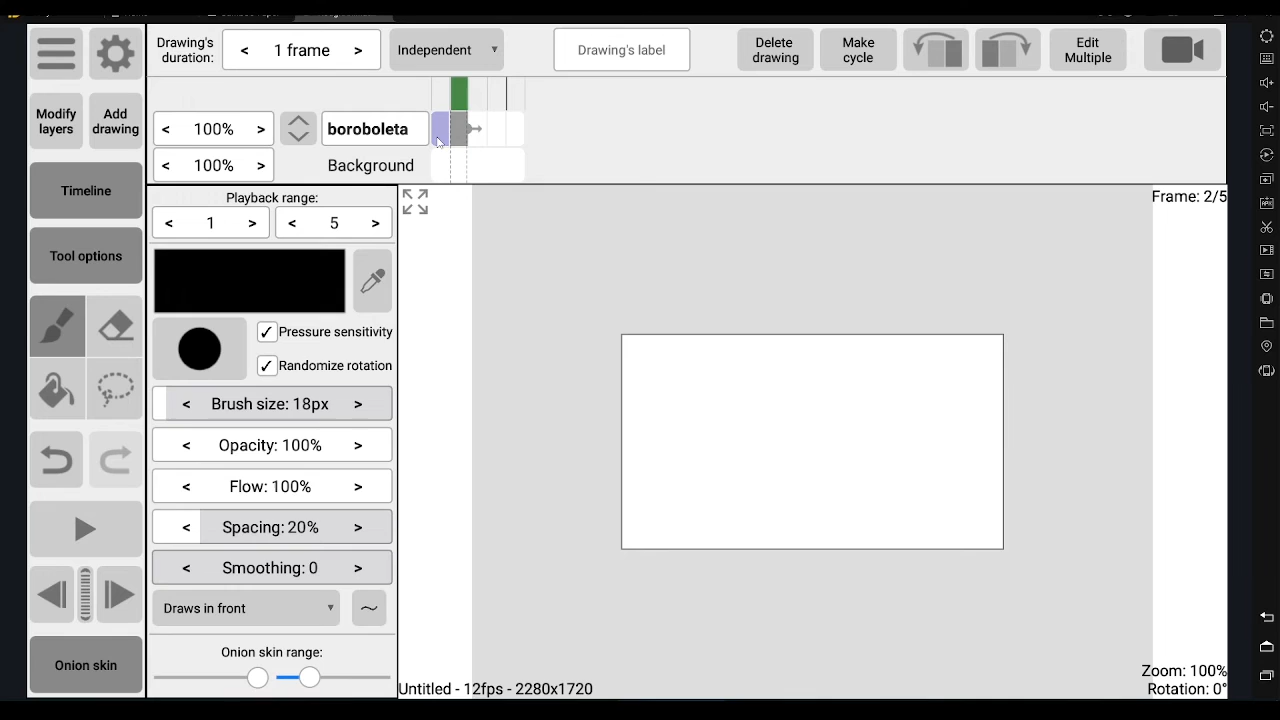 Drawing's duration:
< 1 frame >
Independent
Drawing's label
Delete drawing
Make cycle
Edit Multiple
Modify layers
Add drawing
< 100% >
boroboleta
< 100% >
Background
Timeline
Playback range:
< 1 >
< 5 >
Frame: 2/5
Tool options
Pressure sensitivity
Randomize rotation
< Brush size: 18px >
< Opacity: 100% >
< Flow: 100% >
< Spacing: 20% >
< Smoothing: 0 >
Draws in front
Onion skin
Onion skin range:
Untitled - 12fps - 2280x1720
Zoom: 100%
Rotation: 0°